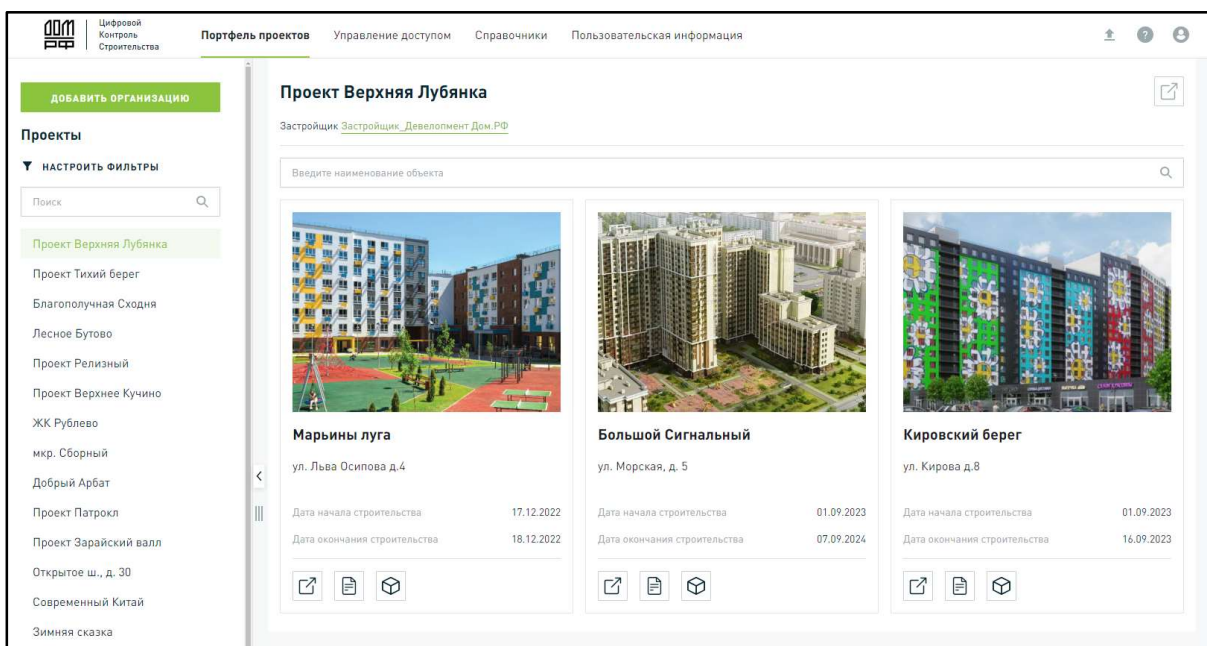 ДОМ
РФ
Цифровой
Контроль
Строительства
Портфель проектов
Управление доступом
Справочники
Пользовательская информация
?
ДОБАВИТЬ ОРГАНИЗАЦИЮ
Проекты
НАСТРОИТЬ ФИЛЬТРЫ
Поиск
Проект Верхняя Лубянка
Проект Тихий берег
Благополучная Сходня
Лесное Бутово
Проект Релизный
Проект Верхнее Кучино
ЖК Рублево
мкр. Сборный
Добрый Арбат
Проект Патрокл
Проект Зарайский валл
Открытое ш., д. 30
Современный Китай
Зимняя сказка
Проект Верхняя Лубянка
Застройщик Застройщик_Девелопмент Дом.РФ
Введите наименование объекта
Марьины луга
ул. Льва Осипова д.4
Дата начала строительства 17.12.2022
Дата окончания строительства 18.12.2022
Большой Сигнальный
ул. Морская, д. 5
Дата начала строительства 01.09.2023
Дата окончания строительства 07.09.2024
Кировский берег
ул. Кирова д.8
Дата начала строительства 01.09.2023
Дата окончания строительства 16.09.2023